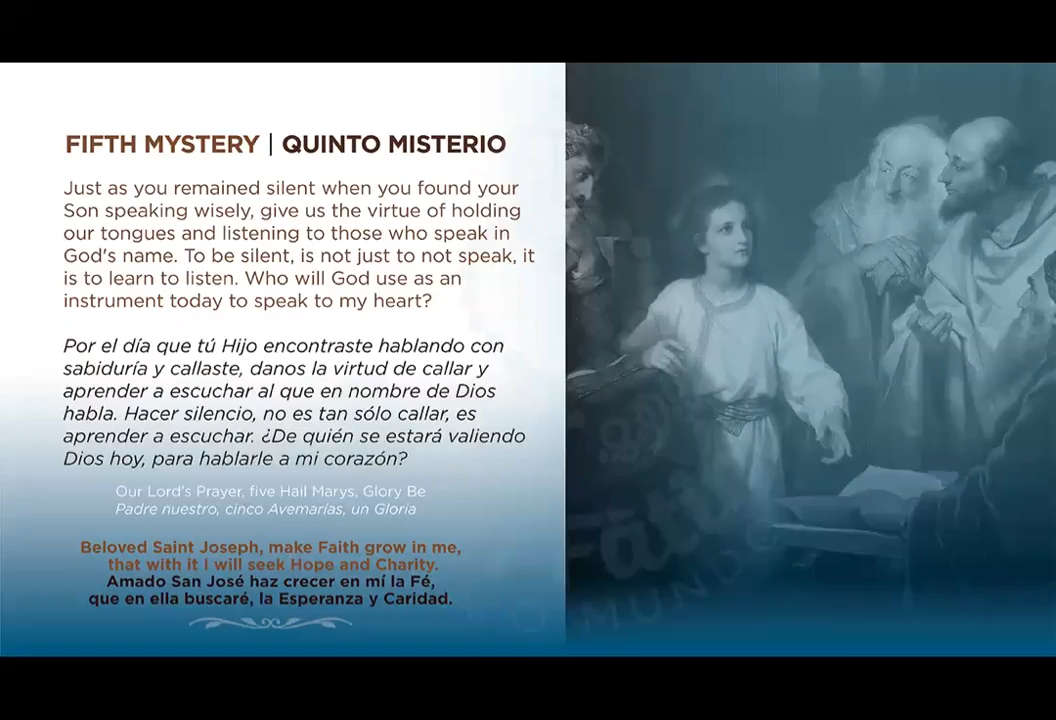 FIFTH MYSTERY | QUINTO MISTERIO
Just as you remained silent when you found your
Son speaking wisely, give us the virtue of holding
our tongues and listening to those who speak in
God's name. To be silent, is not just to not speak, it
is to learn to listen. Who will God use as an
instrument today to speak to my heart?
Por el día que tú Hijo encontraste hablando con
sabiduría y callaste, danos la virtud de callar y
aprender a escuchar al que en nombre de Dios
habla. Hacer silencio, no es tan sólo callar, es
aprender a escuchar. ¿De quién se estará valiendo
Dios hoy, para hablarle a mi corazón?
Our Lord's Prayer, five Hail Marys, Glory Be
Padre nuestro, cinco Avemarías, un Gloria
Beloved Saint Joseph, make Faith grow in me,
that with it I will seek Hope and Charity.
Amado San José haz crecer en mí la Fé,
que en ella buscaré, la Esperanza y Caridad.
MUNDO